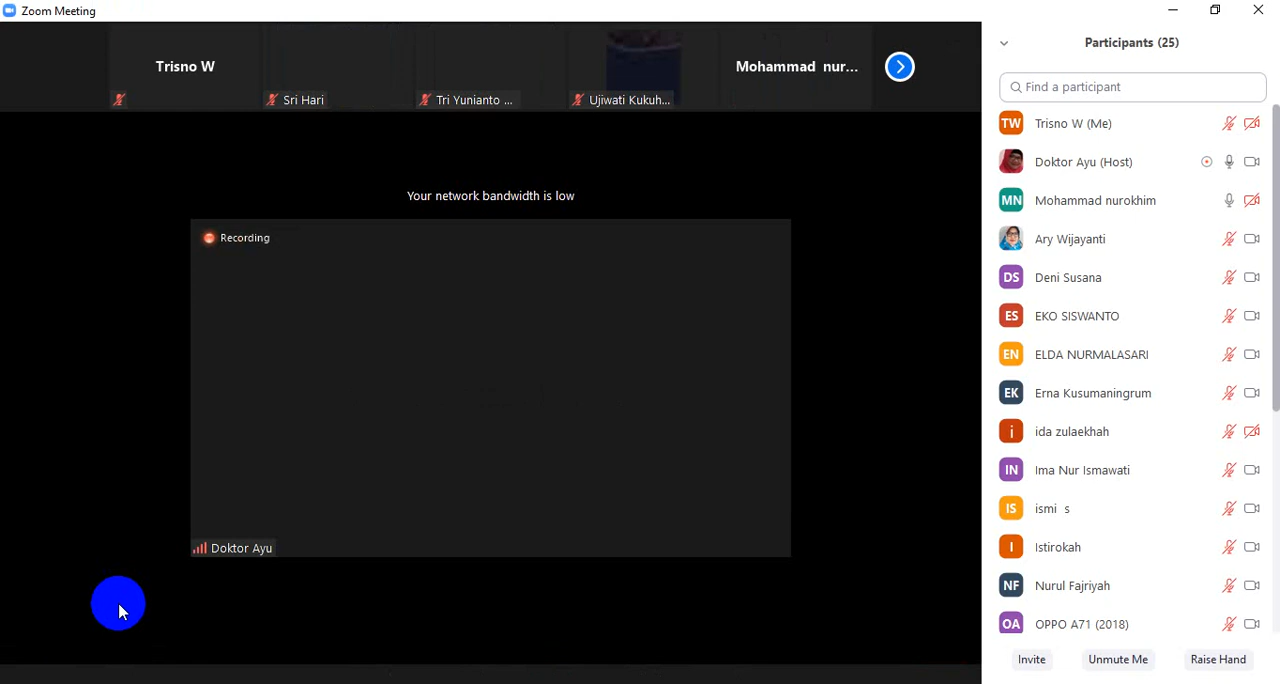 Zoom Meeting
Trisno W
Sri Hari
Tri Yunianto ...
Ujiwati Kukuh...
Mohammad nur...
Your network bandwidth is low
Recording
Doktor Ayu
Participants (25)
Find a participant
TW Trisno W (Me)
Doktor Ayu (Host)
MN Mohammad nurokhim
Ary Wijayanti
DS Deni Susana
ES EKO SISWANTO
EN ELDA NURMALASARI
EK Erna Kusumaningrum
i ida zulaekhah
IN Ima Nur Ismawati
IS ismi s
I Istirokah
NF Nurul Fajriyah
OA OPPO A71 (2018)
Invite Unmute Me Raise Hand